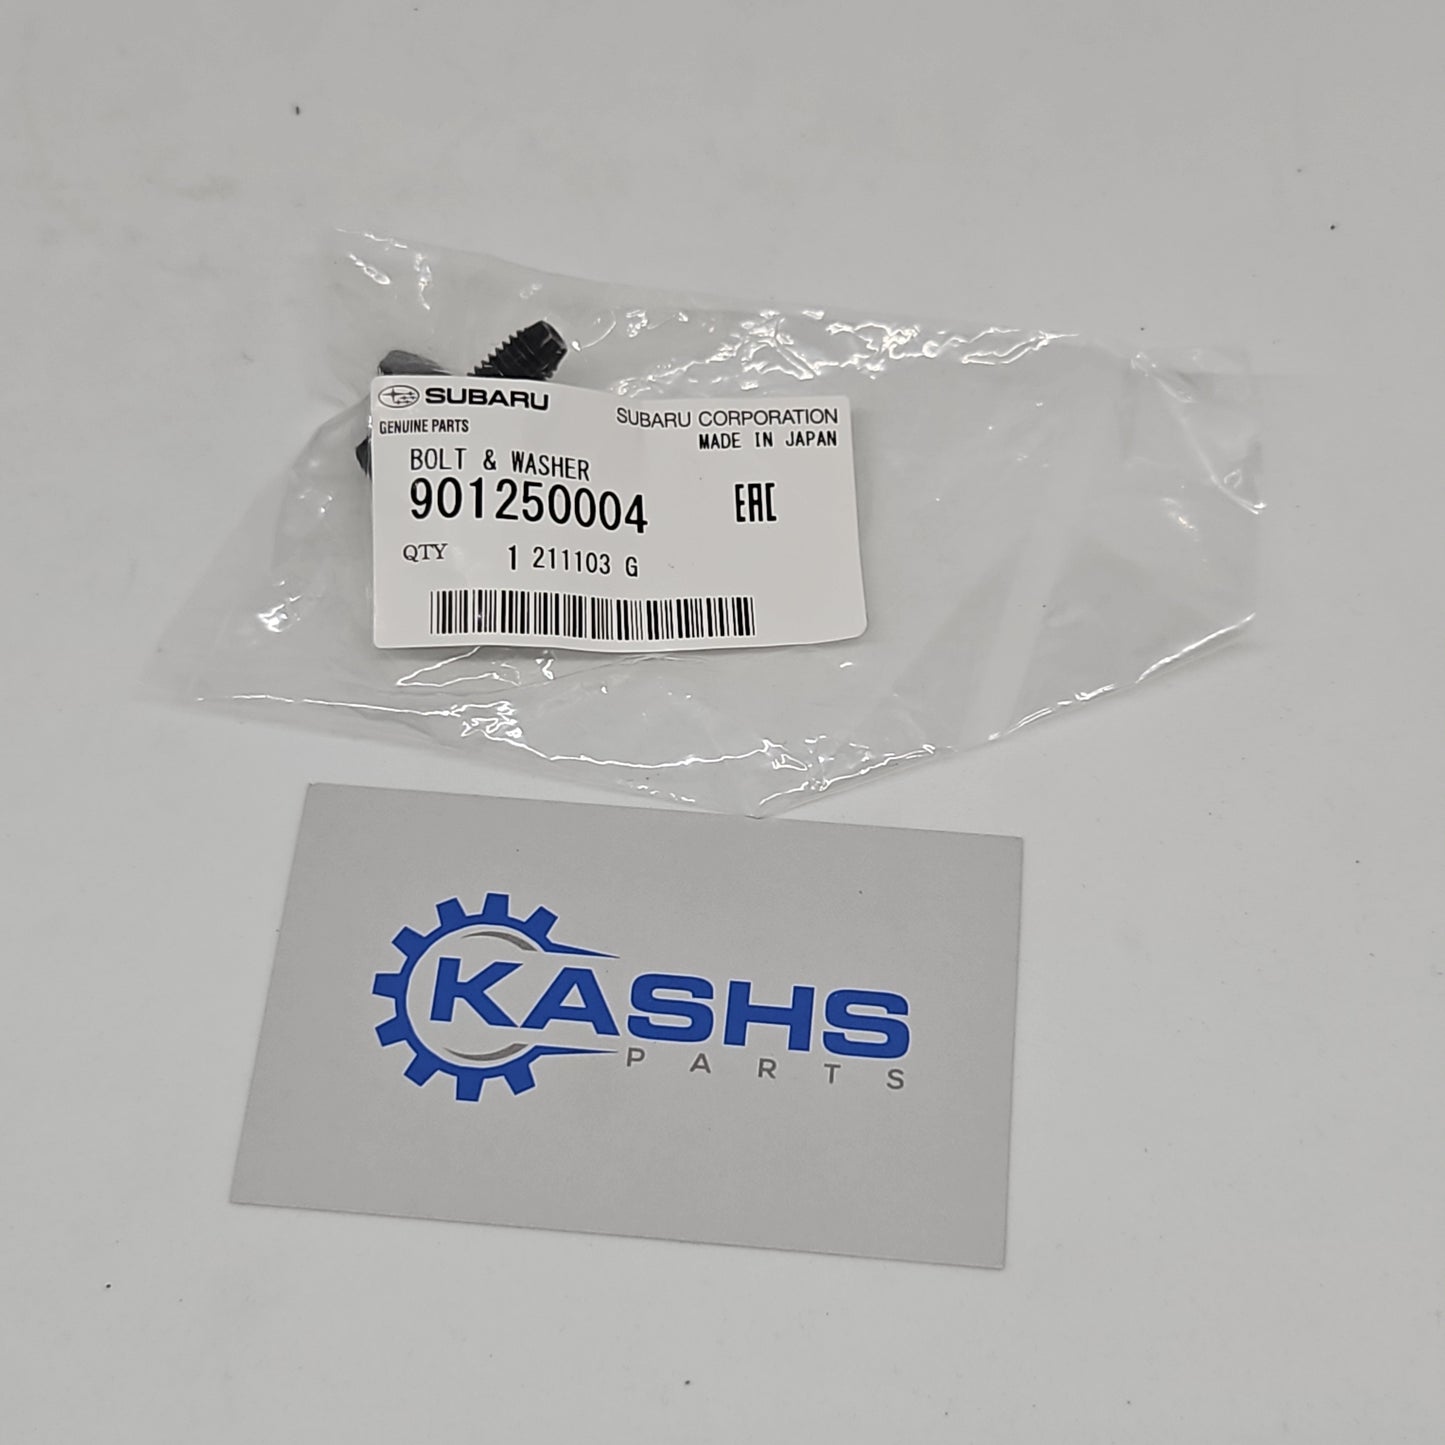 SUBARU
GENUINE PARTS
SUBARU CORPORATION
MADE IN JAPAN
BOLT & WASHER
901250004
EAC
QTY 1 211103 G
KASHS
PARTS